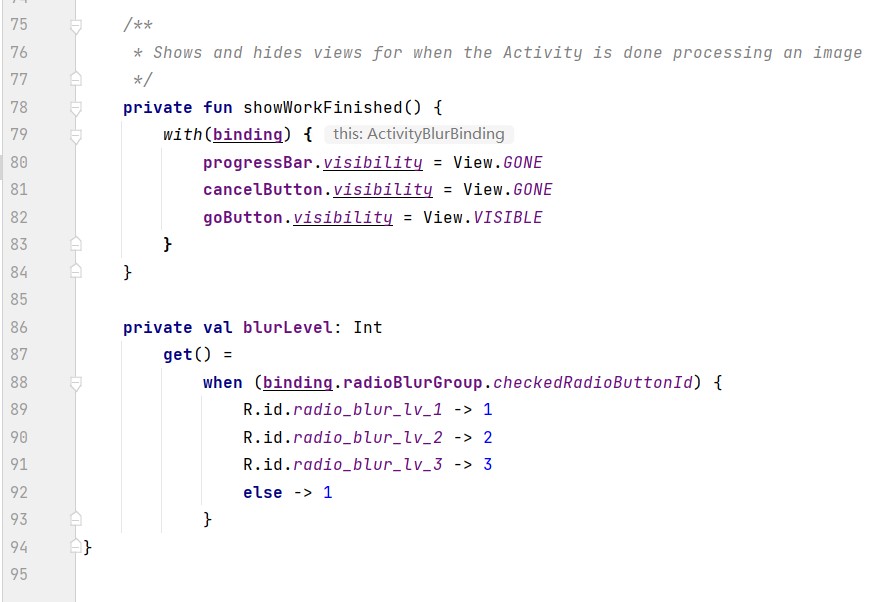 75 /**
76 * Shows and hides views for when the Activity is done processing an image
77 */
78 private fun showWorkFinished() {
79 with(binding) { this: ActivityBlurBinding
80 progressBar.visibility = View.GONE
81 cancelButton.visibility = View.GONE
82 goButton.visibility = View.VISIBLE
83 }
84 }
85
86 private val blurLevel: Int
87 get() =
88 when (binding.radioBlurGroup.checkedRadioButtonId) {
89 R.id.radio_blur_lv_1 -> 1
90 R.id.radio_blur_lv_2 -> 2
91 R.id.radio_blur_lv_3 -> 3
92 else -> 1
93 }
94 }
95